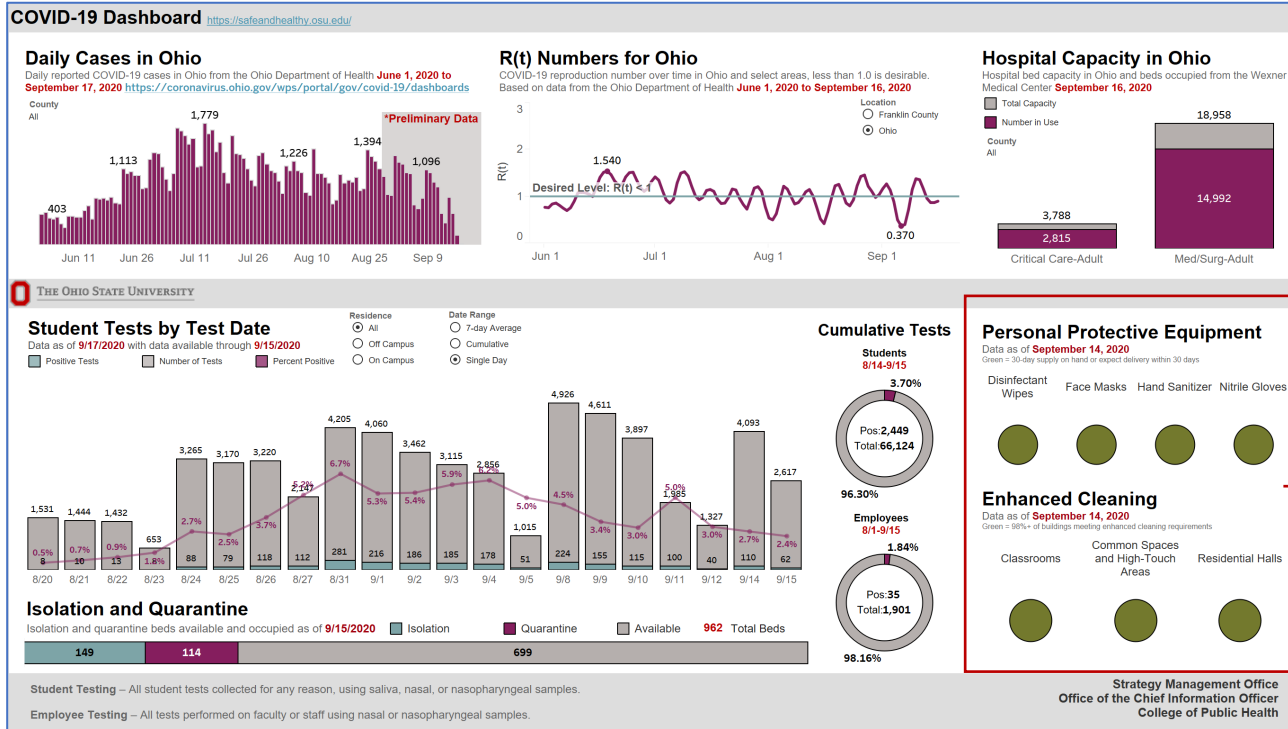 COVID-19 Dashboard https://safeandhealthy.osu.edu/
Daily Cases in Ohio
Daily reported COVID-19 cases in Ohio from the Ohio Department of Health June 1, 2020 to
September 17, 2020 https://coronavirus.ohio.gov/wps/portal/gov/covid-19/dashboards
County
All
*Preliminary Data
403
1,113
1,779
1,226
1,394
1,096
Jun 11 Jun 26 Jul 11 Jul 26 Aug 10 Aug 25 Sep 9
R(t) Numbers for Ohio
COVID-19 reproduction number over time in Ohio and select areas, less than 1.0 is desirable.
Based on data from the Ohio Department of Health June 1, 2020 to September 16, 2020
Location
Franklin County
Ohio
R(t)
3
2
1
0
1.540
Desired Level: R(t) < 1
0.370
Jun 1 Jul 1 Aug 1 Sep 1
Hospital Capacity in Ohio
Hospital bed capacity in Ohio and beds occupied from the Wexner
Medical Center September 16, 2020
Total Capacity
Number in Use
County
All
3,788
2,815
18,958
14,992
Critical Care-Adult Med/Surg-Adult
THE OHIO STATE UNIVERSITY
Student Tests by Test Date
Data as of 9/17/2020 with data available through 9/15/2020
Positive Tests Number of Tests Percent Positive
Residence
All
Off Campus
On Campus
Date Range
7-day Average
Cumulative
Single Day
1,531 1,444 1,432 653 3,265 3,170 3,220 2,147 4,205 4,060 3,462 3,115 2,856 1,015 4,926 4,611 3,897 1,985 1,327 4,093 2,617
0.5% 0.7% 0.9% 1.8% 2.7% 2.5% 3.7% 5.2% 6.7% 5.3% 5.4% 5.9% 6.2% 5.0% 4.5% 3.4% 3.0% 5.0% 3.0% 2.7% 2.4%
8 10 13 88 79 118 112 281 216 186 185 178 51 224 155 115 100 40 110 62
8/20 8/21 8/22 8/23 8/24 8/25 8/26 8/27 8/31 9/1 9/2 9/3 9/4 9/5 9/8 9/9 9/10 9/11 9/12 9/14 9/15
Cumulative Tests
Students
8/14-9/15
3.70%
Pos:2,449
Total:66,124
96.30%
Employees
8/1-9/15
1.84%
Pos:35
Total:1,901
98.16%
Personal Protective Equipment
Data as of September 14, 2020
Green = 30-day supply on hand or expect delivery within 30 days
Disinfectant
Wipes
Face Masks
Hand Sanitizer
Nitrile Gloves
Enhanced Cleaning
Data as of September 14, 2020
Green = 98%+ of buildings meeting enhanced cleaning requirements
Classrooms
Common Spaces
and High-Touch
Areas
Residential Halls
Isolation and Quarantine
Isolation and quarantine beds available and occupied as of 9/15/2020 Isolation Quarantine Available 962 Total Beds
149 114 699
Student Testing – All student tests collected for any reason, using saliva, nasal, or nasopharyngeal samples.
Employee Testing – All tests performed on faculty or staff using nasal or nasopharyngeal samples.
Strategy Management Office
Office of the Chief Information Officer
College of Public Health